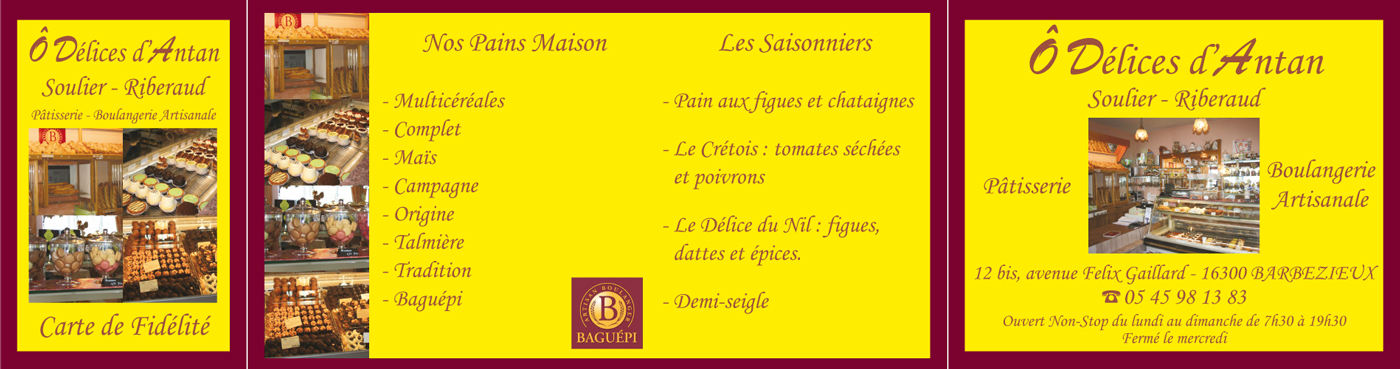 Ô Délices d'Antan
Soulier - Riberaud
Pâtisserie - Boulangerie Artisanale
B
Carte de Fidélité
Nos Pains Maison
- Multicéréales
- Complet
- Maïs
- Campagne
- Origine
- Talmière
- Tradition
- Baguépi
ARTISAN BOULANGER
B
BAGUÉPI
Les Saisonniers
- Pain aux figues et chataignes
- Le Crétois : tomates séchées
et poivrons
- Le Délice du Nil : figues,
dattes et épices.
- Demi-seigle
Ô Délices d'Antan
Soulier - Riberaud
Pâtisserie
Boulangerie
Artisanale
12 bis, avenue Felix Gaillard - 16300 BARBEZIEUX
☎ 05 45 98 13 83
Ouvert Non-Stop du lundi au dimanche de 7h30 à 19h30
Fermé le mercredi